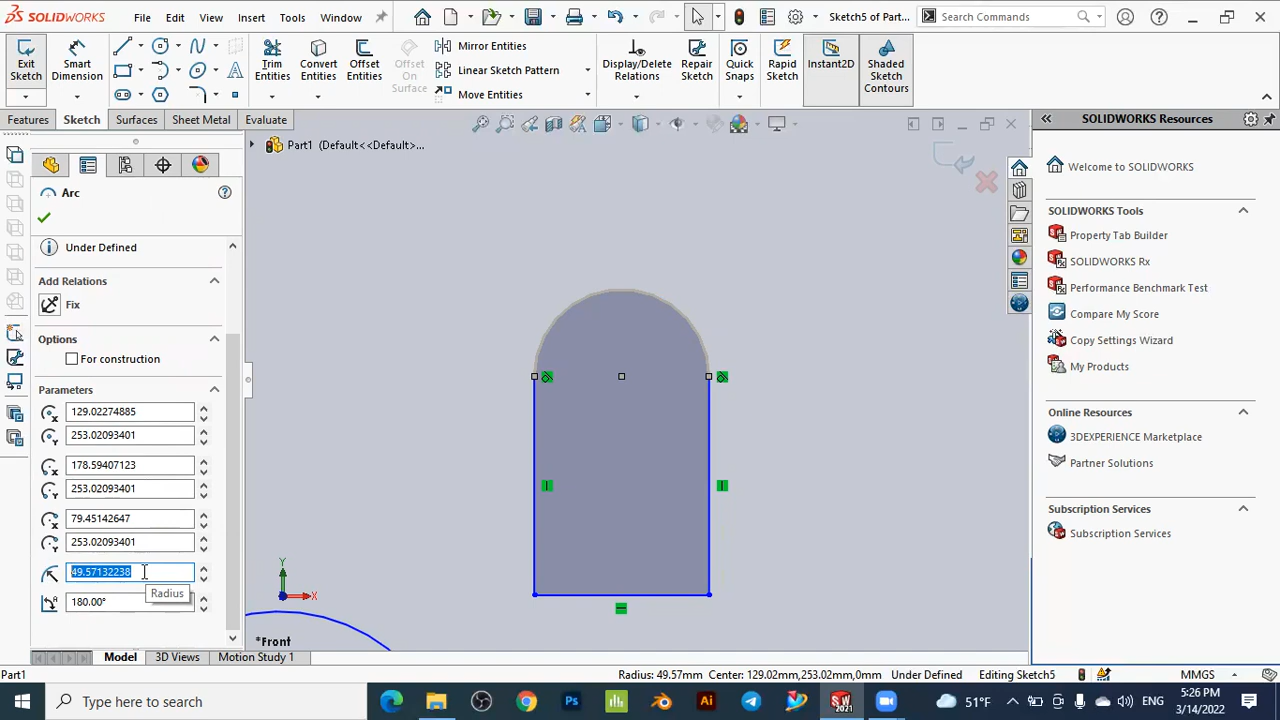 File Edit View Insert Tools Window
Sketch5 of Part...
Search Commands
Exit Sketch
Smart Dimension
Trim Entities
Convert Entities
Offset Entities
Offset On Surface
Mirror Entities
Linear Sketch Pattern
Move Entities
Display/Delete Relations
Repair Sketch
Quick Snaps
Rapid Sketch
Instant2D
Shaded Sketch Contours
Features Sketch Surfaces Sheet Metal Evaluate
Part1 (Default<<Default>...
Arc
Under Defined
Add Relations
Fix
Options
For construction
Parameters
129.02274885
253.02093401
178.59407123
253.02093401
79.45142647
253.02093401
49.57132238
Radius
180.00°
Y
X
*Front
SOLIDWORKS Resources
Welcome to SOLIDWORKS
SOLIDWORKS Tools
Property Tab Builder
SOLIDWORKS Rx
Performance Benchmark Test
Compare My Score
Copy Settings Wizard
My Products
Online Resources
3DEXPERIENCE Marketplace
Partner Solutions
Subscription Services
Subscription Services
Model 3D Views Motion Study 1
Part1
Radius: 49.57mm Center: 129.02mm,253.02mm,0mm Under Defined Editing Sketch5 MMGS
Type here to search
Ps
Ai
SW 2021
51°F
ENG
5:26 PM
3/14/2022